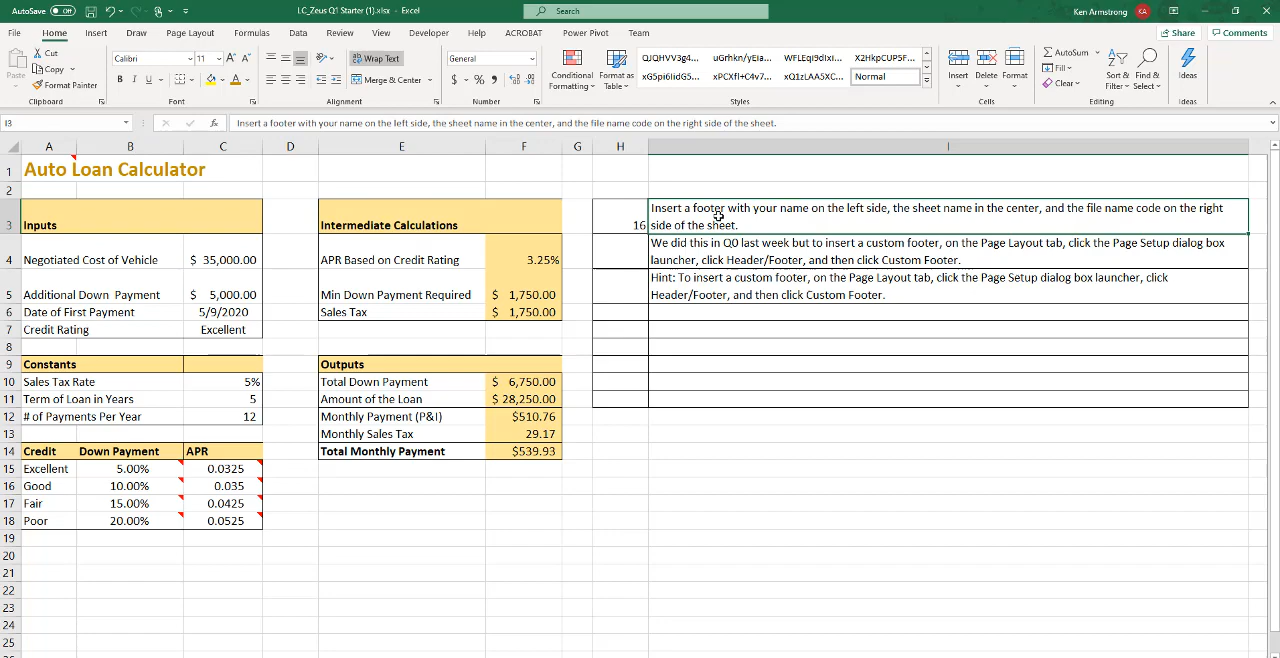 AutoSave Off
LC_Zeus Q1 Starter (1).xlsx - Excel
Search
Ken Armstrong KA
File Home Insert Draw Page Layout Formulas Data Review View Developer Help ACROBAT Power Pivot Team Share Comments
Paste Cut Copy Format Painter Clipboard
Calibri 11 B I U A Font
Wrap Text Merge & Center Alignment
General $ % Number
Conditional Formatting Format as Table
Normal
Styles
Insert Delete Format Cells
AutoSum Fill Clear Sort & Filter Find & Select Editing
Ideas Ideas
I3 fx Insert a footer with your name on the left side, the sheet name in the center, and the file name code on the right side of the sheet.
A B C D E F G H I
1 Auto Loan Calculator
2
3 Inputs Intermediate Calculations 16 Insert a footer with your name on the left side, the sheet name in the center, and the file name code on the right
side of the sheet.
4 Negotiated Cost of Vehicle $ 35,000.00 APR Based on Credit Rating 3.25% We did this in Q0 last week but to insert a custom footer, on the Page Layout tab, click the Page Setup dialog box
launcher, click Header/Footer, and then click Custom Footer.
5 Additional Down Payment $ 5,000.00 Min Down Payment Required $ 1,750.00 Hint: To insert a custom footer, on the Page Layout tab, click the Page Setup dialog box launcher, click
Header/Footer, and then click Custom Footer.
6 Date of First Payment 5/9/2020 Sales Tax $ 1,750.00
7 Credit Rating Excellent
8
9 Constants Outputs
10 Sales Tax Rate 5% Total Down Payment $ 6,750.00
11 Term of Loan in Years 5 Amount of the Loan $ 28,250.00
12 # of Payments Per Year 12 Monthly Payment (P&I) $510.76
13 Monthly Sales Tax 29.17
14 Credit Down Payment APR Total Monthly Payment $539.93
15 Excellent 5.00% 0.0325
16 Good 10.00% 0.035
17 Fair 15.00% 0.0425
18 Poor 20.00% 0.0525
19
20
21
22
23
24
25